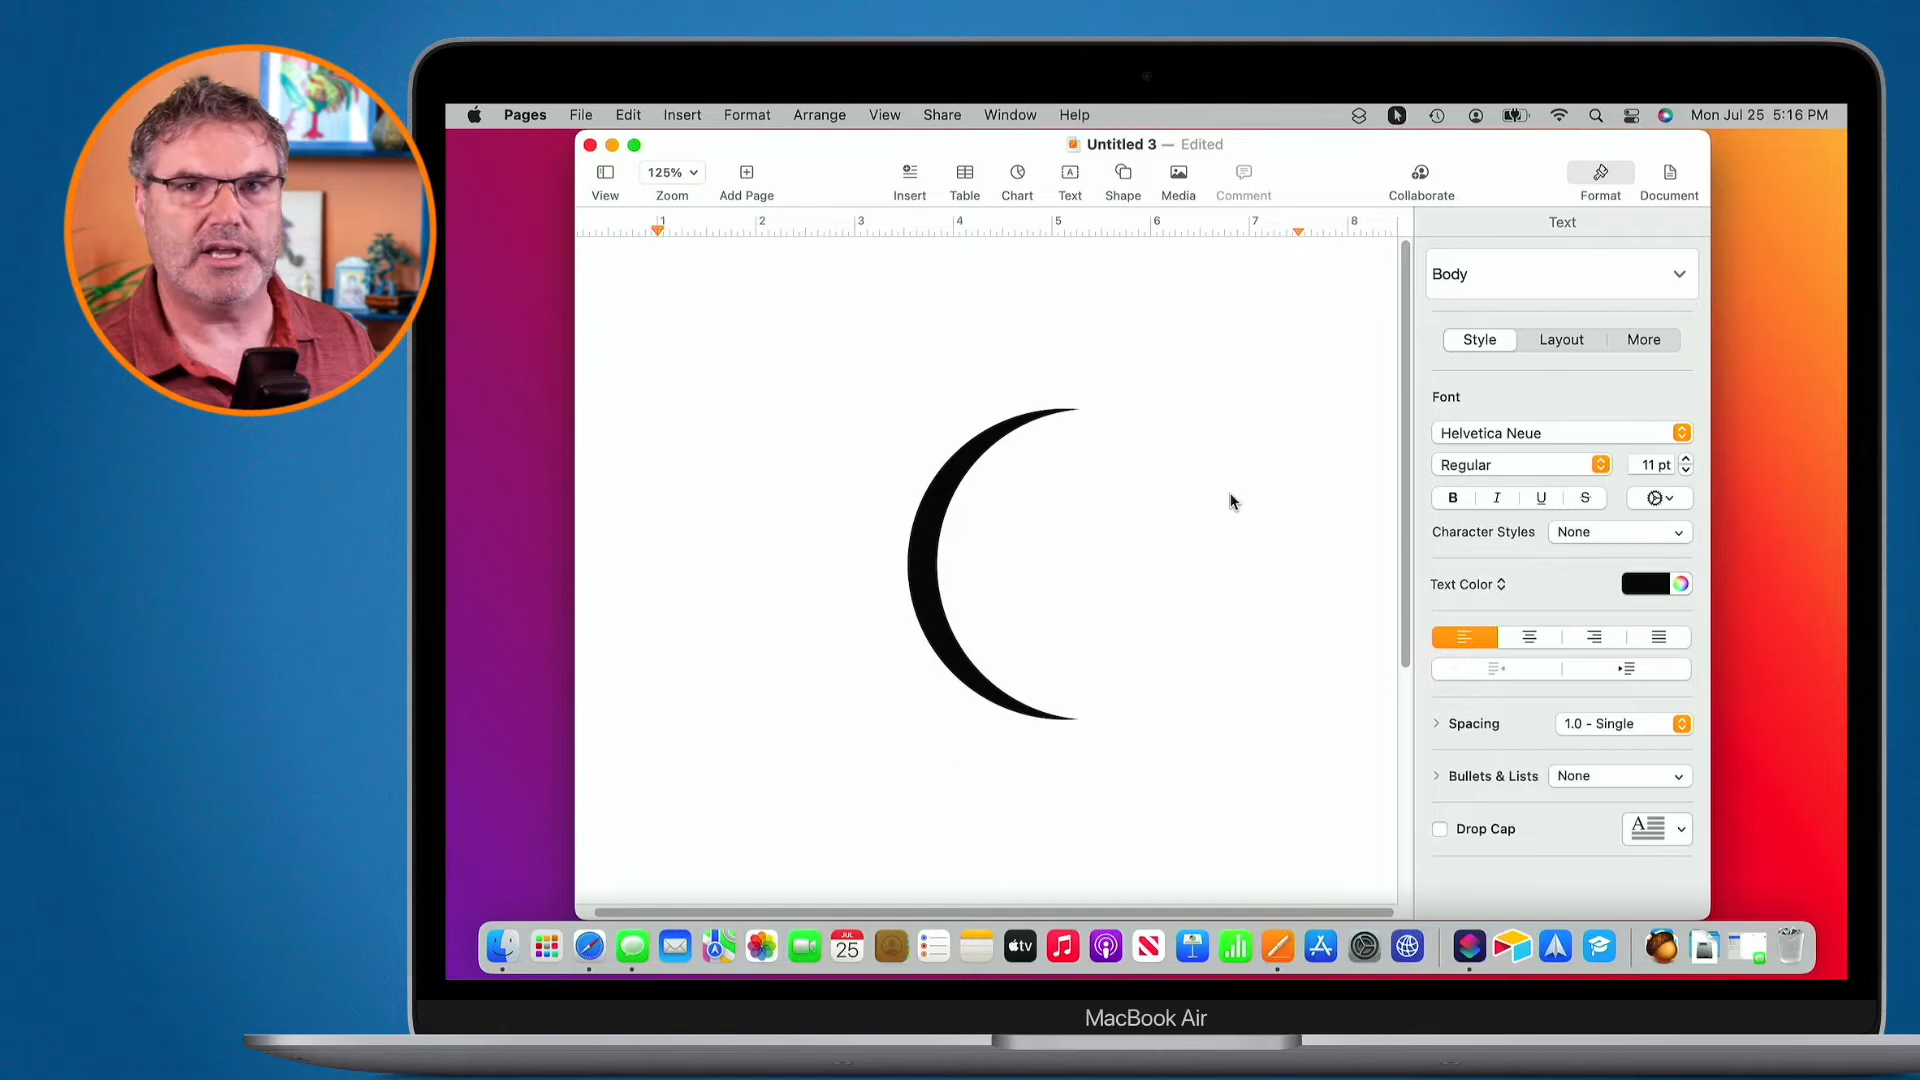 Pages File Edit Insert Format Arrange View Share Window Help Mon Jul 25 5:16 PM
Untitled 3 — Edited
125%
View Zoom Add Page Insert Table Chart Text Shape Media Comment Collaborate Format Document
1 2 3 4 5 6 7 8
Text
Body
Style Layout More
Font
Helvetica Neue
Regular 11 pt
B I U S
Character Styles None
Text Color
Spacing 1.0 - Single
Bullets & Lists None
Drop Cap A
JUL
25
tv
MacBook Air